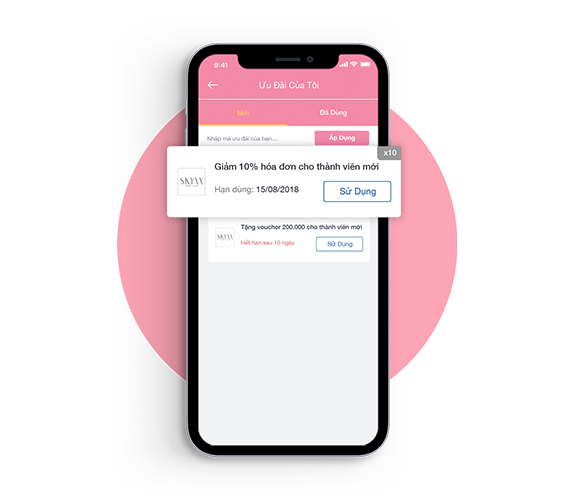 9:41
Ưu Đãi Của Tôi
Mới
Đã Dùng
Nhập mã ưu đãi của bạn...
Áp Dụng
x10
Giảm 10% hóa đơn cho thành viên mới
SKYXX
Hạn dùng: 15/08/2018
Sử Dụng
Tặng voucher 200.000 cho thành viên mới
Hết hạn sau 10 ngày
Sử Dụng